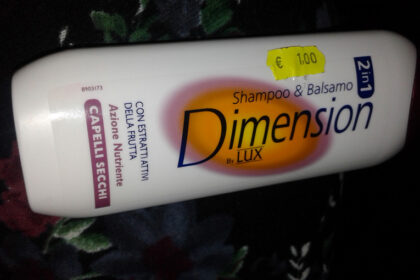 € 1.00
Shampoo & Balsamo
2 in 1
Dimension
By LUX
8903173
CON ESTRATTI ATTIVI
DELLA FRUTTA
Azione Nutriente
CAPELLI SECCHI